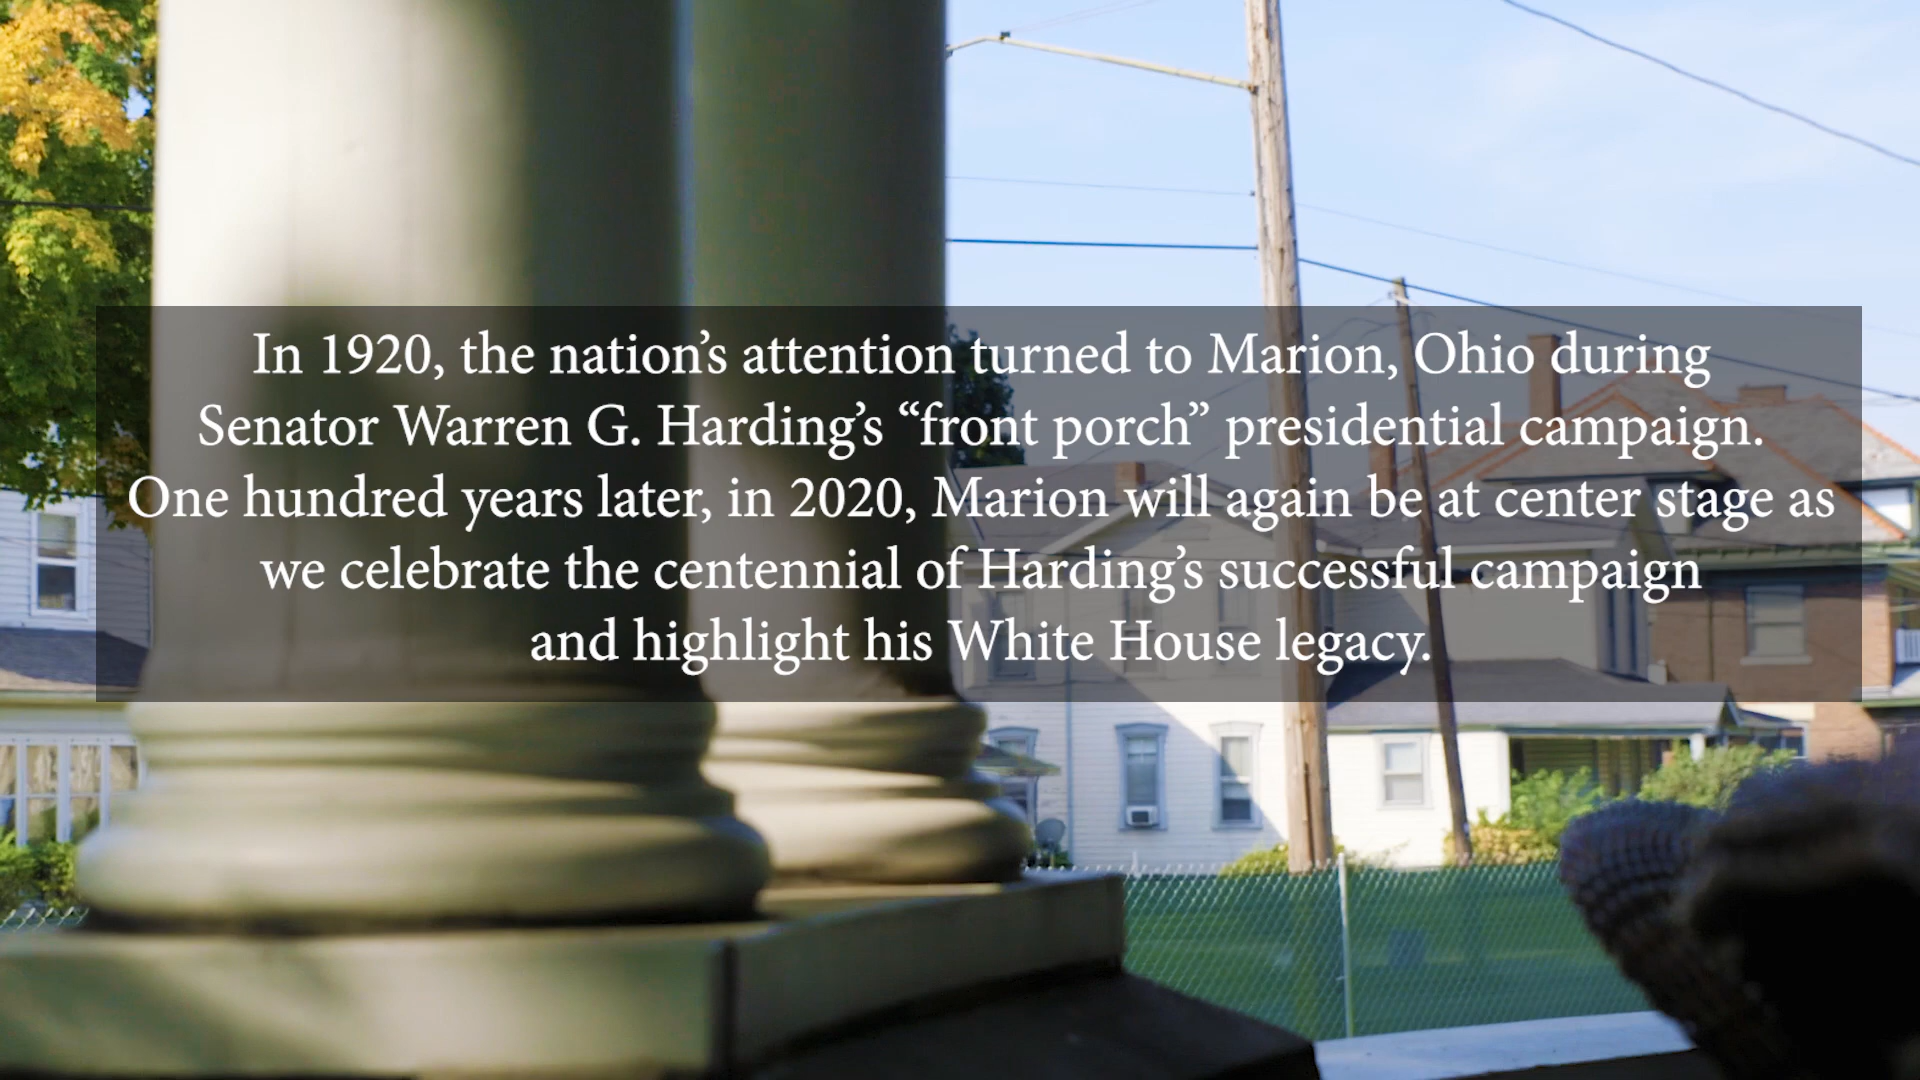 In 1920, the nation’s attention turned to Marion, Ohio during
Senator Warren G. Harding’s “front porch” presidential campaign.
One hundred years later, in 2020, Marion will again be at center stage as
we celebrate the centennial of Harding’s successful campaign
and highlight his White House legacy.